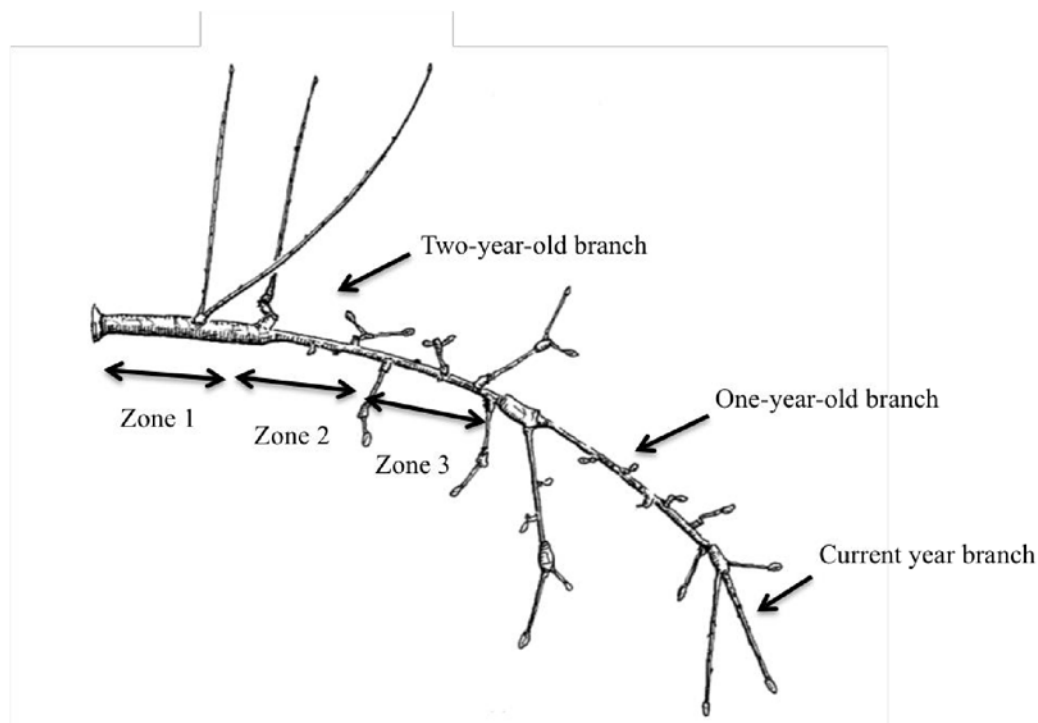 Two-year-old branch
One-year-old branch
Zone 1
Zone 2
Zone 3
Current year branch